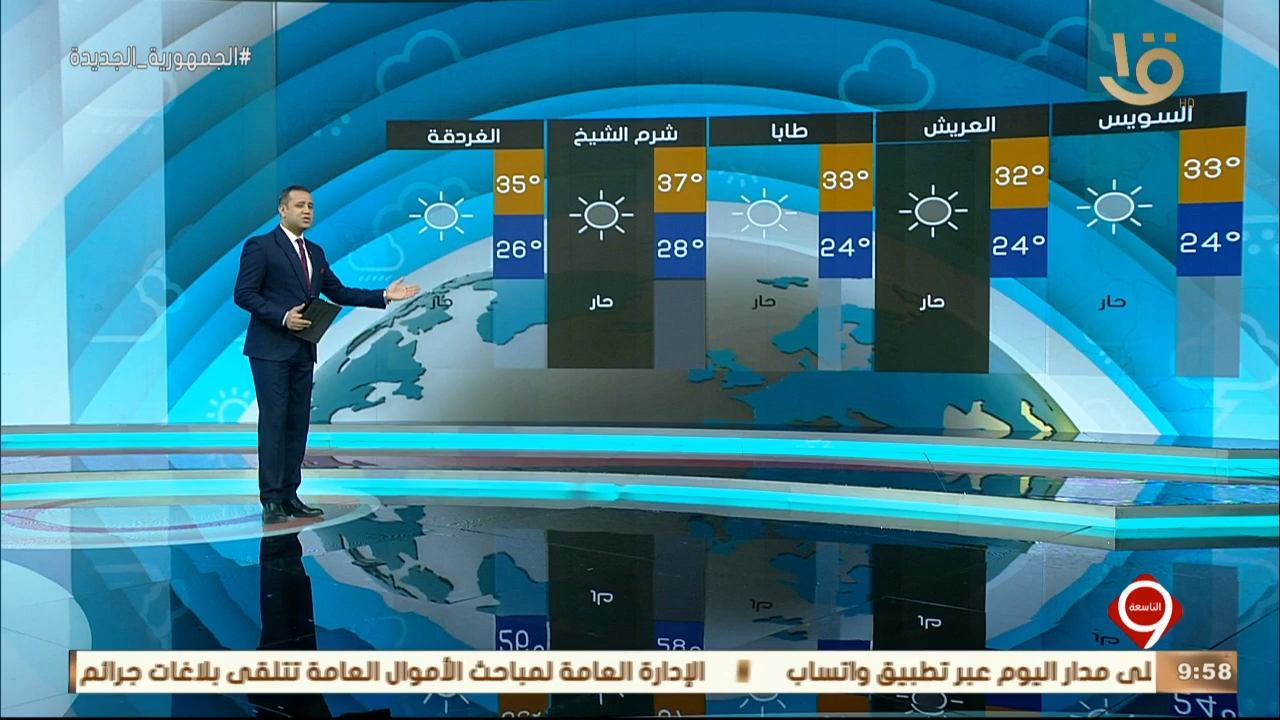 #الجمهورية_الجديدة
HD
السويس
33°
24°
حار
العريش
32°
24°
حار
طابا
33°
24°
حار
شرم الشيخ
37°
28°
حار
الغردقة
35°
26°
حار
التاسعة
9
9:58
لى مدار اليوم عبر تطبيق واتساب
الإدارة العامة لمباحث الأموال العامة تتلقى بلاغات جرائم